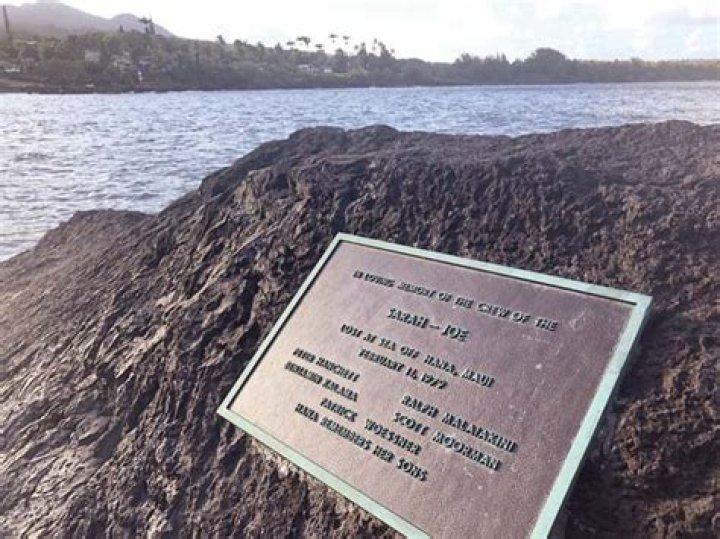 IN LOVING MEMORY OF THE CREW OF THE
SARAH — JOE
LOST AT SEA OFF HANA, MAUI
FEBRUARY 11, 1979
PETER HANCHETT RALPH MALAIAKINI
BENJAMIN KALAMA SCOTT MOORMAN
PATRICK WOESSNER
HANA REMEMBERS HER SONS